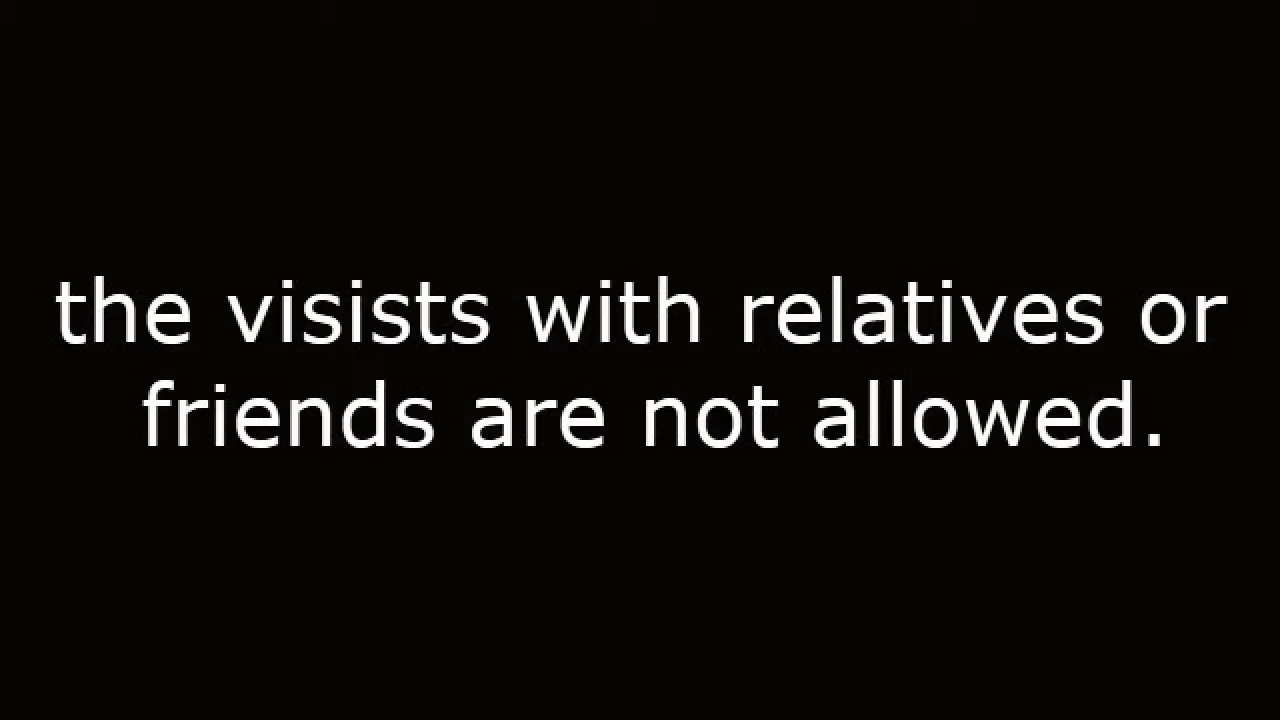 the visists with relatives or
friends are not allowed.